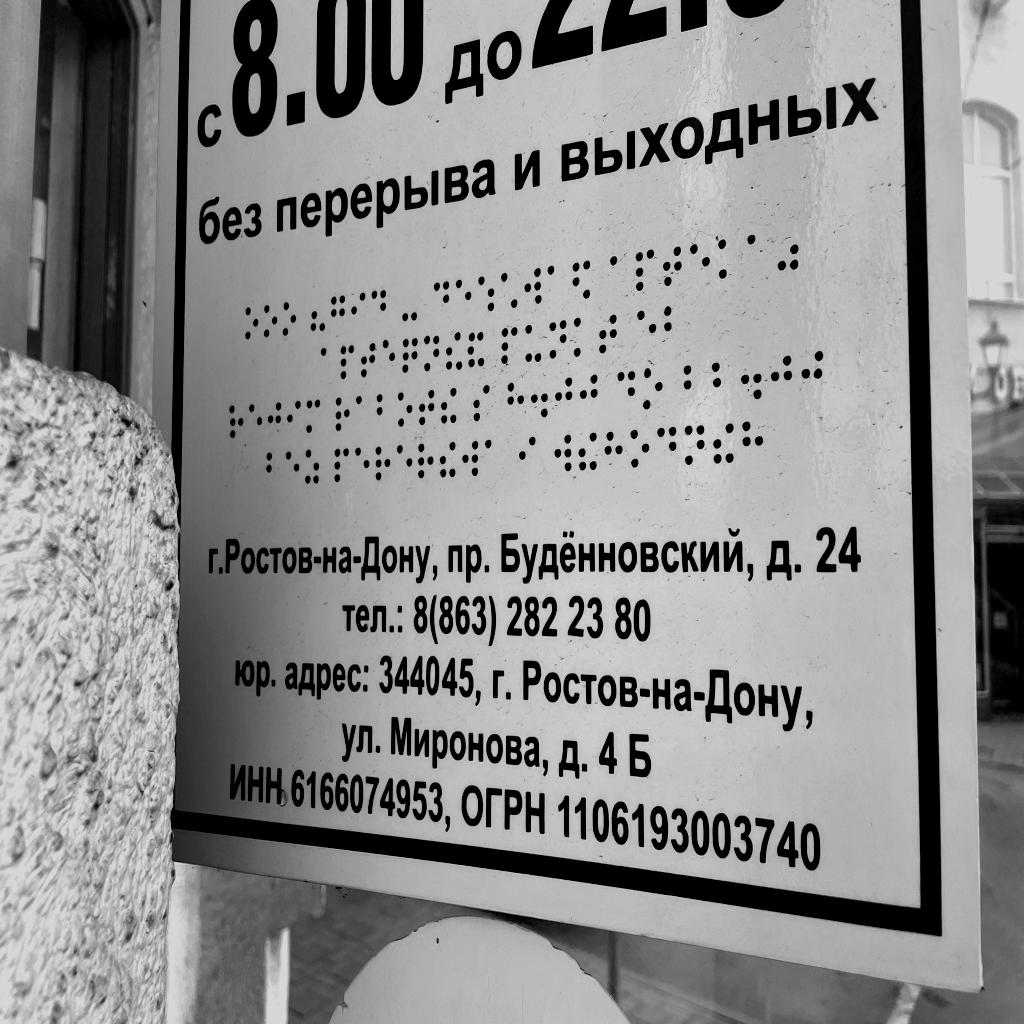 с 8.00 до
без перерыва и выходных
г.Ростов-на-Дону, пр. Будённовский, д. 24
тел.: 8(863) 282 23 80
юр. адрес: 344045, г. Ростов-на-Дону,
ул. Миронова, д. 4 Б
ИНН 6166074953, ОГРН 1106193003740